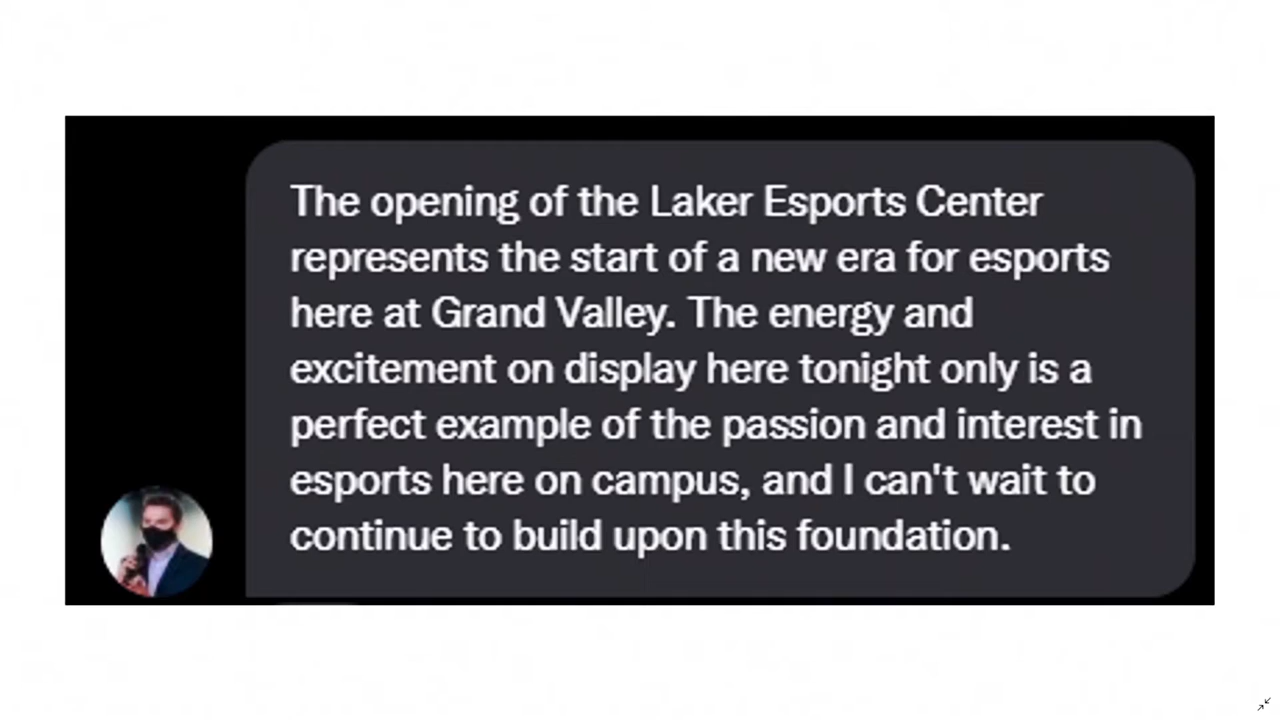 The opening of the Laker Esports Center
represents the start of a new era for esports
here at Grand Valley. The energy and
excitement on display here tonight only is a
perfect example of the passion and interest in
esports here on campus, and I can't wait to
continue to build upon this foundation.